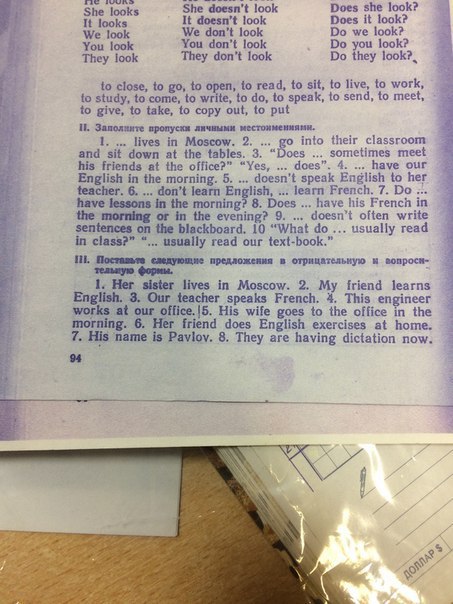 He looks
She looks She doesn't look Does she look?
It looks It doesn't look Does it look?
We look We don't look Do we look?
You look You don't look Do you look?
They look They don't look Do they look?
to close, to go, to open, to read, to sit, to live, to work,
to study, to come, to write, to do, to speak, to send, to meet,
to give, to take, to copy out, to put
II. Заполните пропуски личными местоимениями.
1. ... lives in Moscow. 2. ... go into their classroom
and sit down at the tables. 3. “Does ... sometimes meet
his friends at the office?” “Yes, ... does”. 4. ... have our
English in the morning. 5. ... doesn't speak English to her
teacher. 6. ... don't learn English, ... learn French. 7. Do ...
have lessons in the morning? 8. Does ... have his French in
the morning or in the evening? 9. ... doesn't often write
sentences on the blackboard. 10 “What do ... usually read
in class?” “... usually read our text-book.”
III. Поставьте следующие предложения в отрицательную и вопроси-
тельную формы.
1. Her sister lives in Moscow. 2. My friend learns
English. 3. Our teacher speaks French. 4. This engineer
works at our office. 5. His wife goes to the office in the
morning. 6. Her friend does English exercises at home.
7. His name is Pavlov. 8. They are having dictation now.
94
ДОЛЛАР $